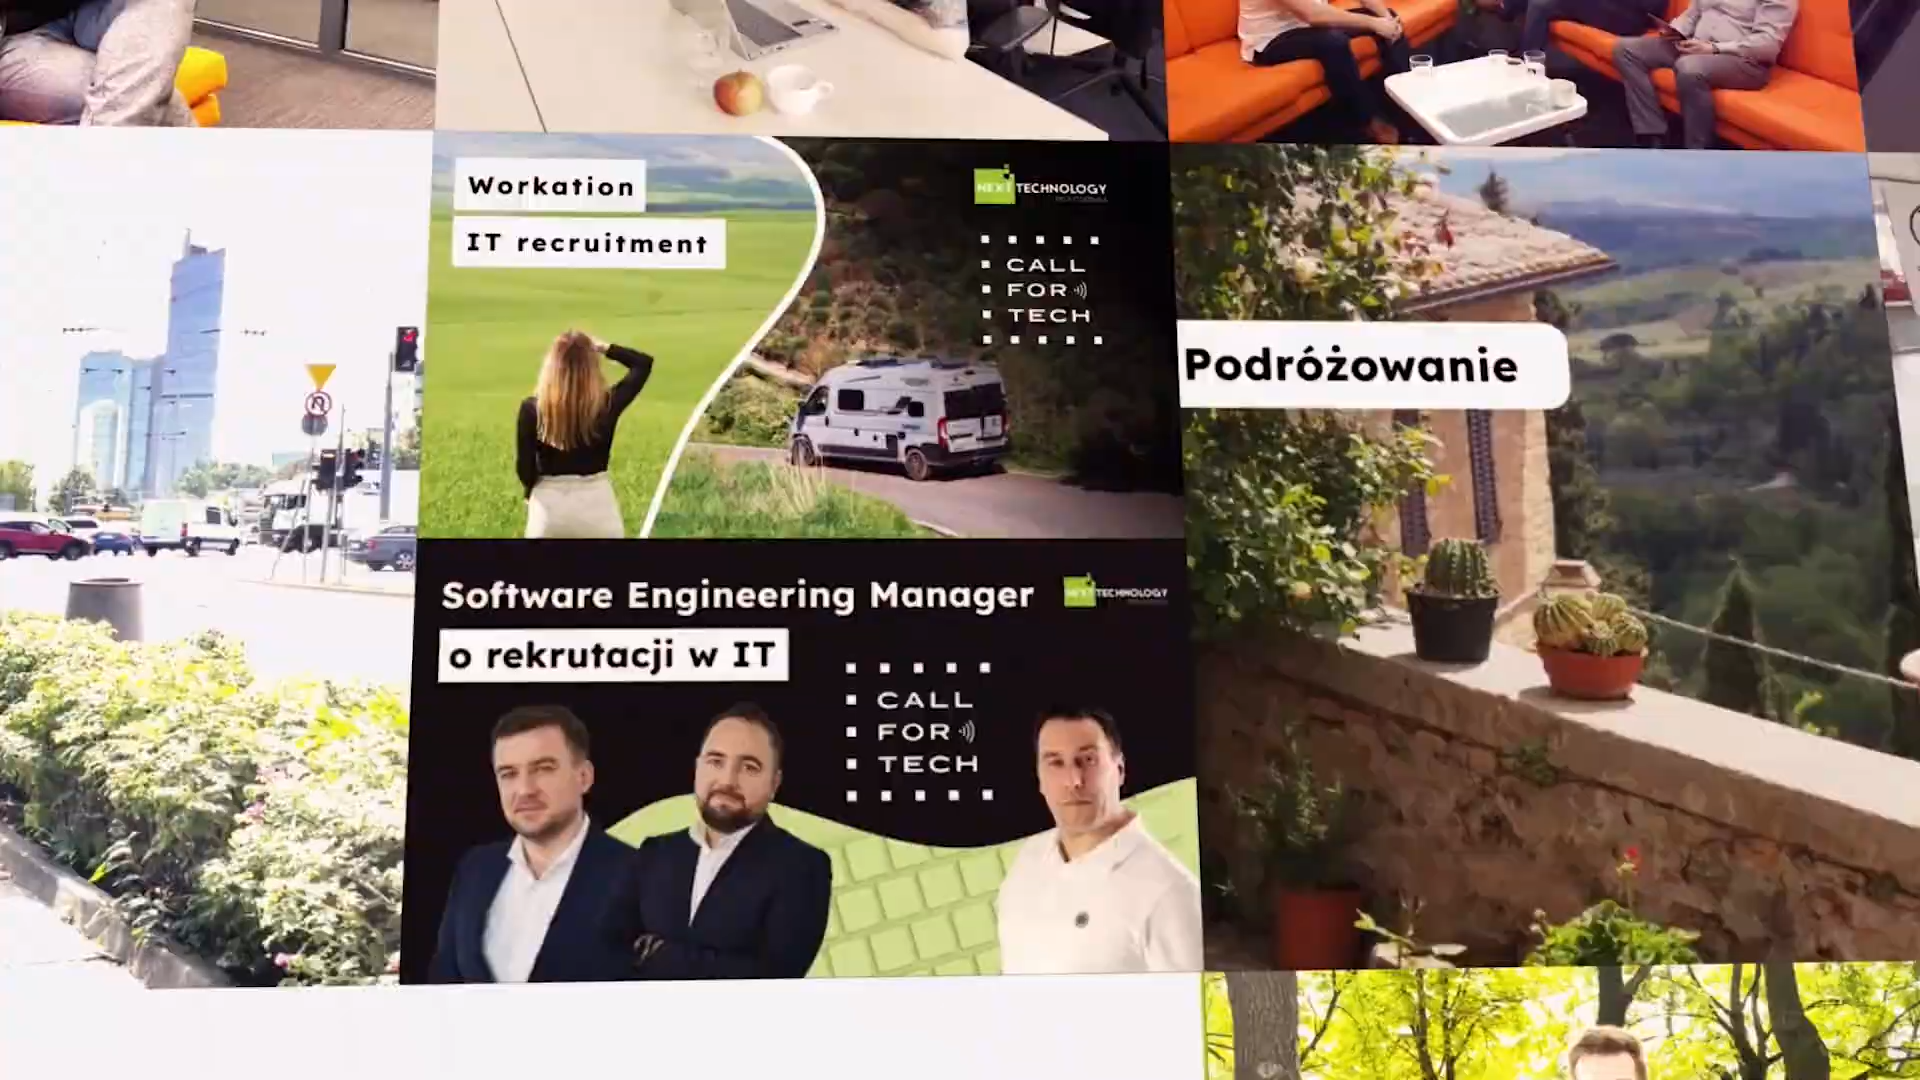 Workation
IT recruitment
NEXT TECHNOLOGY
CALL
FOR
TECH
Podróżowanie
Software Engineering Manager
NEXT TECHNOLOGY
o rekrutacji w IT
CALL
FOR
TECH